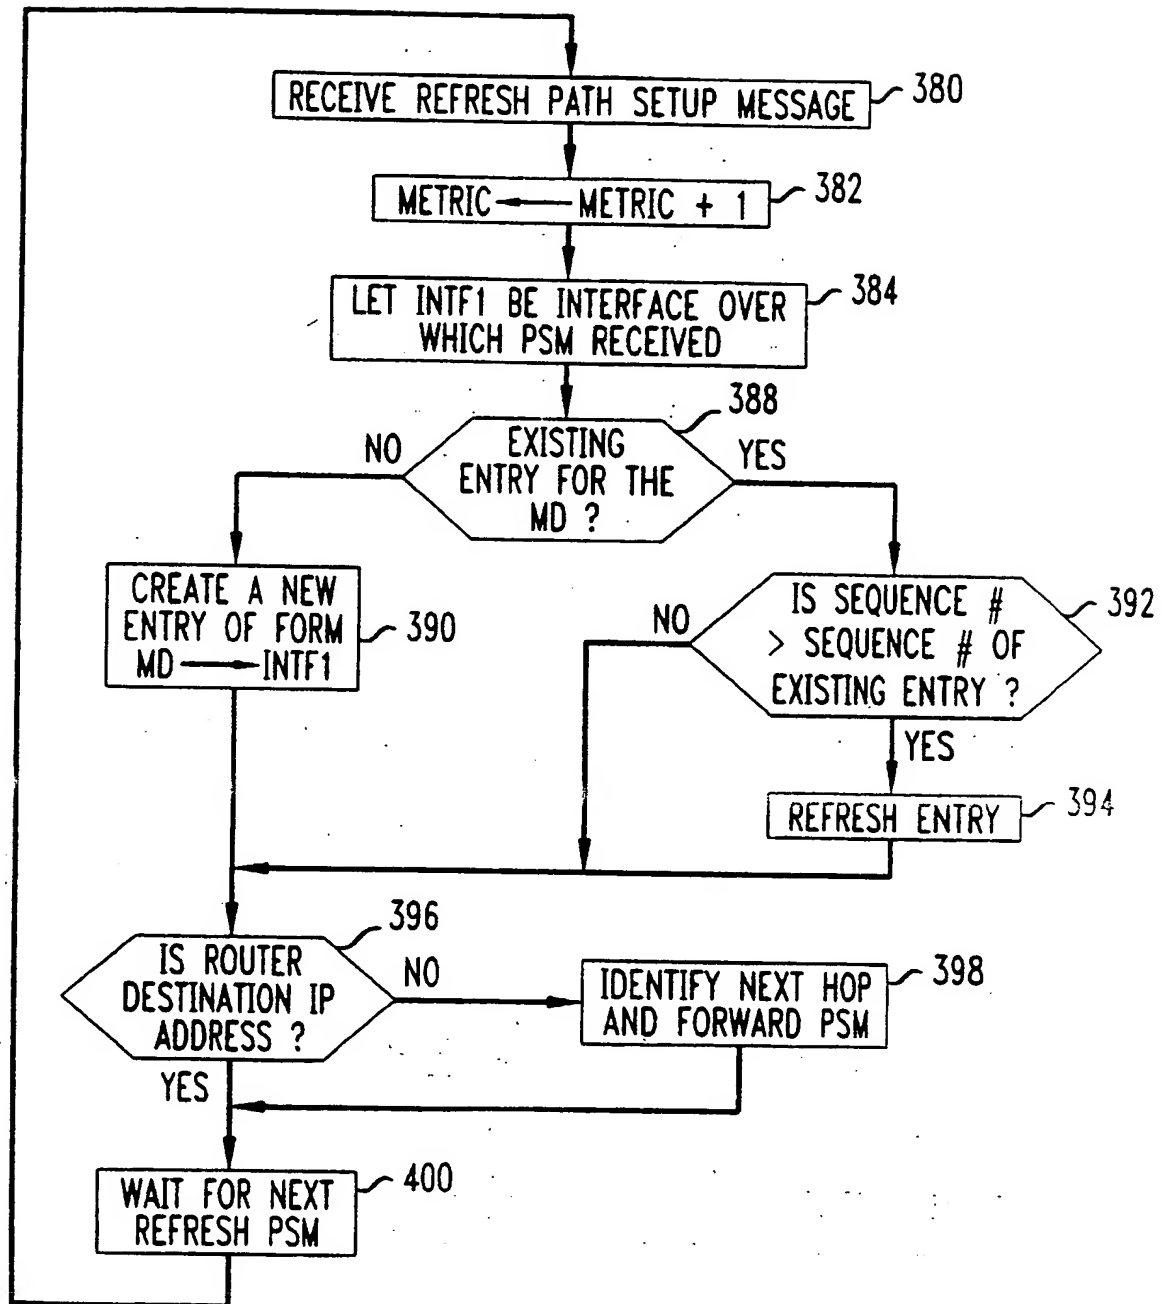 RECEIVE REFRESH PATH SETUP MESSAGE
380
METRIC ← METRIC + 1
382
LET INTF1 BE INTERFACE OVER
WHICH PSM RECEIVED
384
388
EXISTING
ENTRY FOR THE
MD ?
NO
YES
CREATE A NEW
ENTRY OF FORM
MD → INTF1
390
IS SEQUENCE #
> SEQUENCE # OF
EXISTING ENTRY ?
392
NO
YES
REFRESH ENTRY
394
396
IS ROUTER
DESTINATION IP
ADDRESS ?
NO
YES
IDENTIFY NEXT HOP
AND FORWARD PSM
398
WAIT FOR NEXT
REFRESH PSM
400